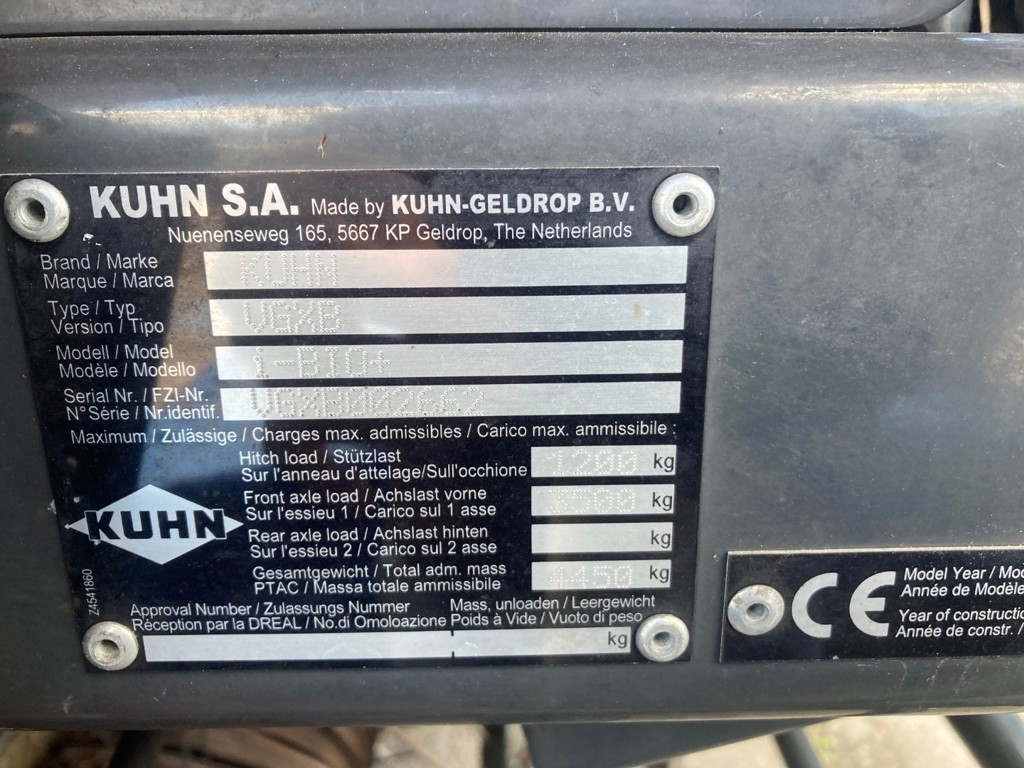 KUHN S.A. Made by KUHN-GELDROP B.V.
Nuenenseweg 165, 5667 KP Geldrop, The Netherlands
Brand / Marke
Marque / Marca
KUHN
Type / Typ
Version / Tipo
VGXB
Modell / Model
Modèle / Modello
i-BIO+
Serial Nr. / FZI-Nr.
N° Série / Nr.identif.
VGXB002662
Maximum / Zulässige / Charges max. admissibles / Carico max. ammissibile :
Hitch load / Stützlast
Sur l'anneau d'attelage/Sull'occhione
1200 kg
Front axle load / Achslast vorne
Sur l'essieu 1 / Carico sul 1 asse
3500 kg
Rear axle load / Achslast hinten
Sur l'essieu 2 / Carico sul 2 asse
kg
Gesamtgewicht / Total adm. mass
PTAC / Massa totale ammissibile
4450 kg
KUHN
Z4541860
Approval Number / Zulassungs Nummer
Réception par la DREAL / No.di Omoloazione
Mass, unloaden / Leergewicht
Poids à Vide / Vuoto di peso
kg
CE
Model Year /
Année de Modèle
Year of
Année de constr. /